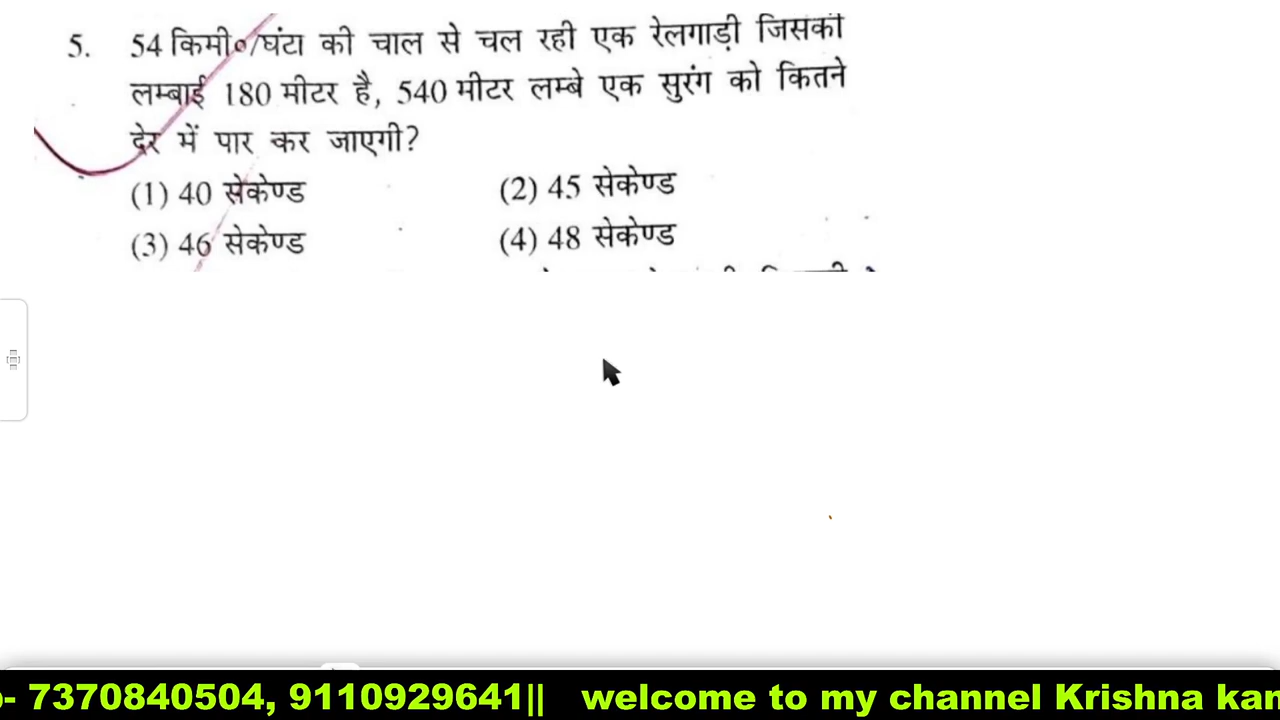 5. 54 किमी०/घंटा की चाल से चल रही एक रेलगाड़ी जिसकी
लम्बाई 180 मीटर है, 540 मीटर लम्बे एक सुरंग को कितने
देर में पार कर जाएगी?
(1) 40 सेकेण्ड (2) 45 सेकेण्ड
(3) 46 सेकेण्ड (4) 48 सेकेण्ड
- 7370840504, 9110929641|| welcome to my channel Krishna kan